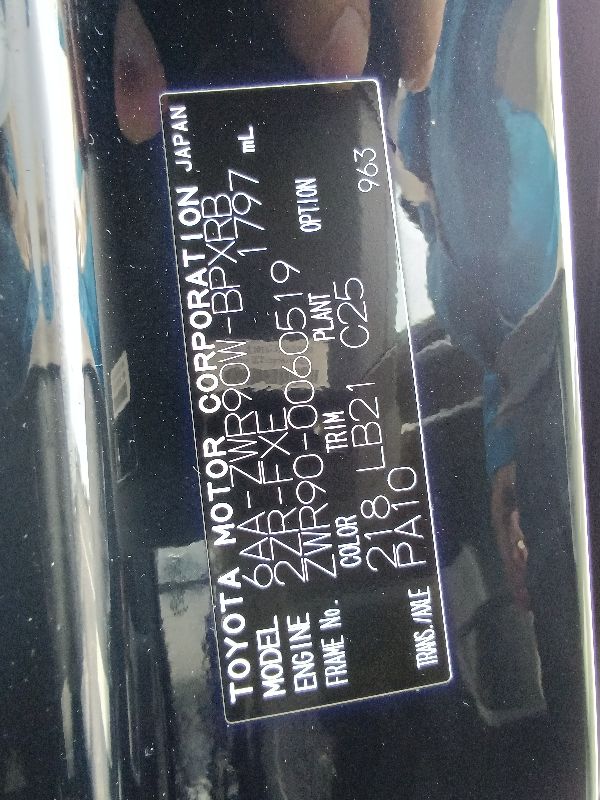 TOYOTA MOTOR CORPORATION JAPAN
MODEL 6AA-ZWR90W-BPXRB
ENGINE 2ZR-FXE 1797 mL
FRAME No. ZWR90-0060519
COLOR TRIM PLANT OPTION
218 LB21 C25 963
TRANS./AXLE PA10